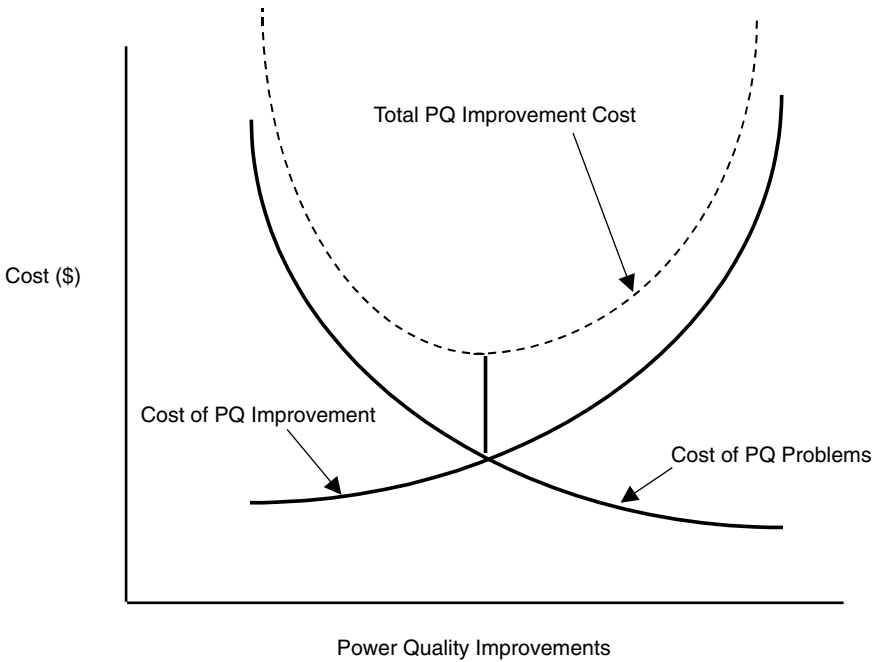 Total PQ Improvement Cost
Cost ($)
Cost of PQ Improvement
Cost of PQ Problems
Power Quality Improvements